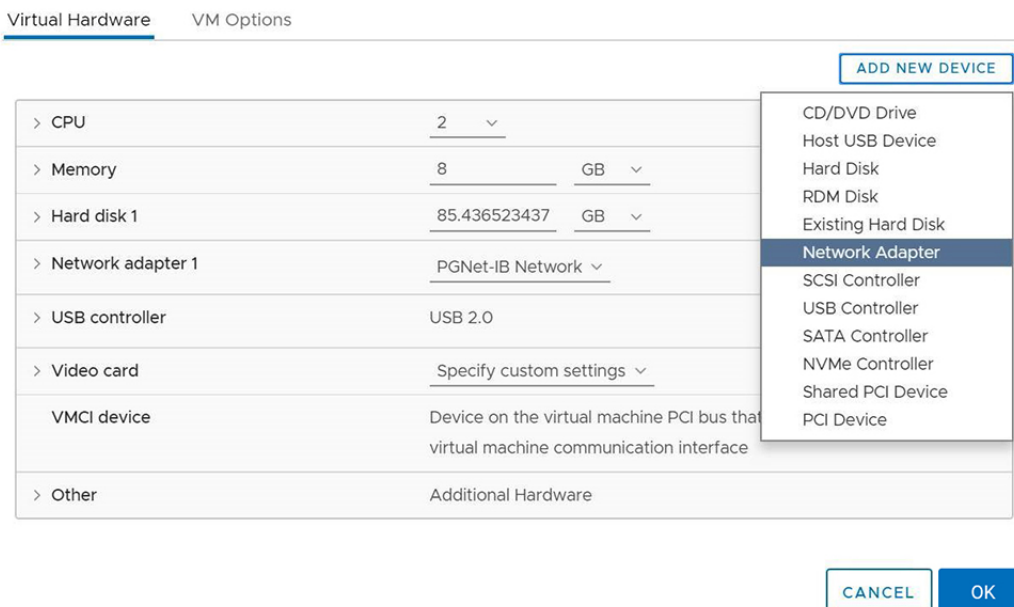 Virtual Hardware VM Options
ADD NEW DEVICE
CPU 2
Memory 8 GB
Hard disk 1 85.436523437 GB
Network adapter 1 PGNet-IB Network
USB controller USB 2.0
Video card Specify custom settings
VMCI device Device on the virtual machine PCI bus that
virtual machine communication interface
Other Additional Hardware
CD/DVD Drive
Host USB Device
Hard Disk
RDM Disk
Existing Hard Disk
Network Adapter
SCSI Controller
USB Controller
SATA Controller
NVMe Controller
Shared PCI Device
PCI Device
CANCEL OK